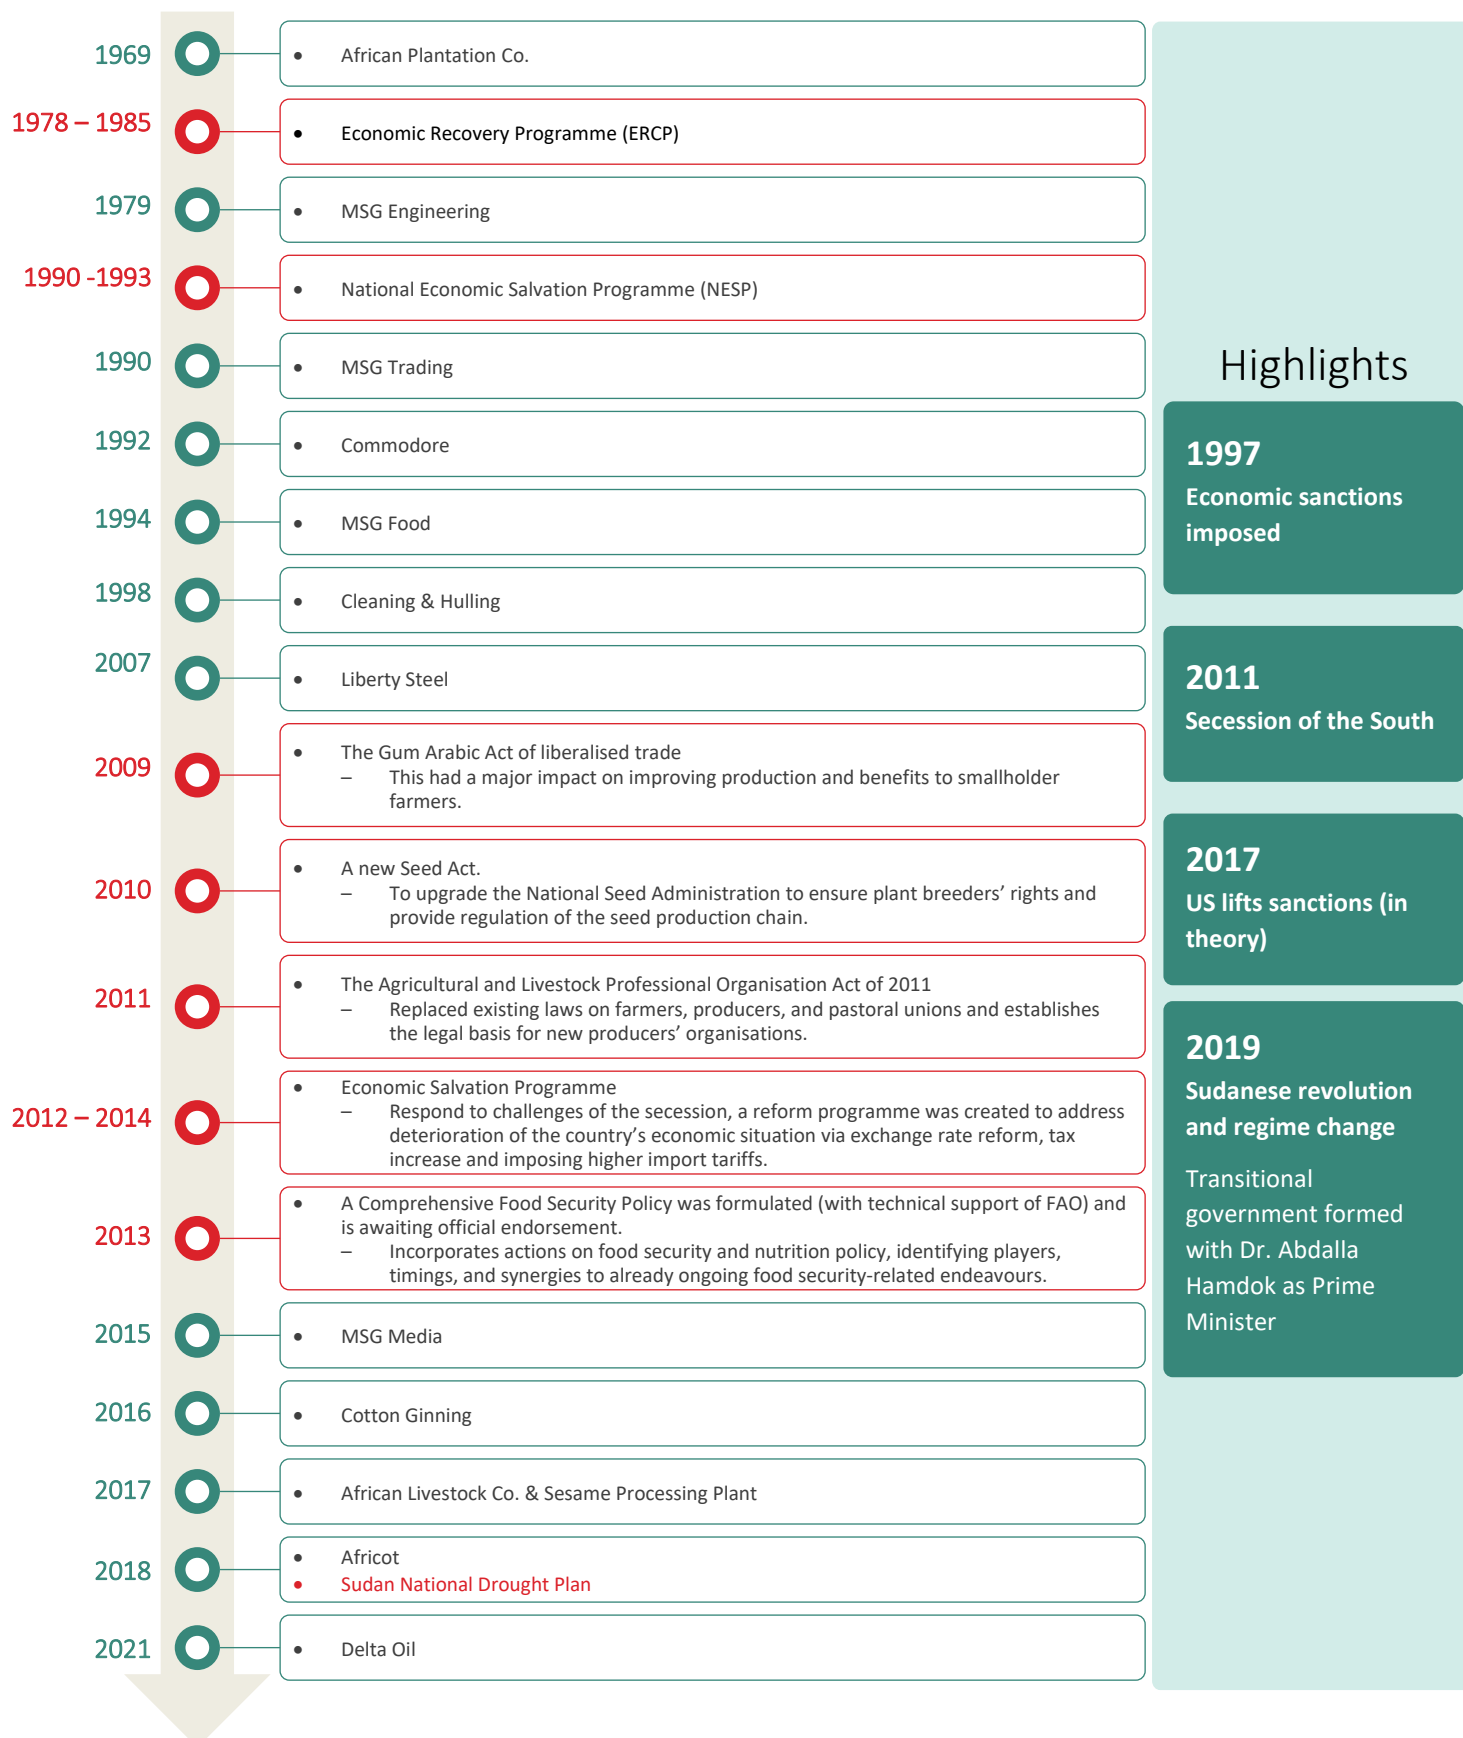 1969
• African Plantation Co.
1978 – 1985
• Economic Recovery Programme (ERCP)
1979
• MSG Engineering
1990 -1993
• National Economic Salvation Programme (NESP)
1990
• MSG Trading
1992
• Commodore
1994
• MSG Food
1998
• Cleaning & Hulling
2007
• Liberty Steel
2009
• The Gum Arabic Act of liberalised trade
– This had a major impact on improving production and benefits to smallholder
farmers.
2010
• A new Seed Act.
– To upgrade the National Seed Administration to ensure plant breeders’ rights and
provide regulation of the seed production chain.
2011
• The Agricultural and Livestock Professional Organisation Act of 2011
– Replaced existing laws on farmers, producers, and pastoral unions and establishes
the legal basis for new producers’ organisations.
2012 – 2014
• Economic Salvation Programme
– Respond to challenges of the secession, a reform programme was created to address
deterioration of the country’s economic situation via exchange rate reform, tax
increase and imposing higher import tariffs.
2013
• A Comprehensive Food Security Policy was formulated (with technical support of FAO) and
is awaiting official endorsement.
– Incorporates actions on food security and nutrition policy, identifying players,
timings, and synergies to already ongoing food security-related endeavours.
2015
• MSG Media
2016
• Cotton Ginning
2017
• African Livestock Co. & Sesame Processing Plant
2018
• Africot
• Sudan National Drought Plan
2021
• Delta Oil
Highlights
1997
Economic sanctions
imposed
2011
Secession of the South
2017
US lifts sanctions (in
theory)
2019
Sudanese revolution
and regime change
Transitional
government formed
with Dr. Abdalla
Hamdok as Prime
Minister